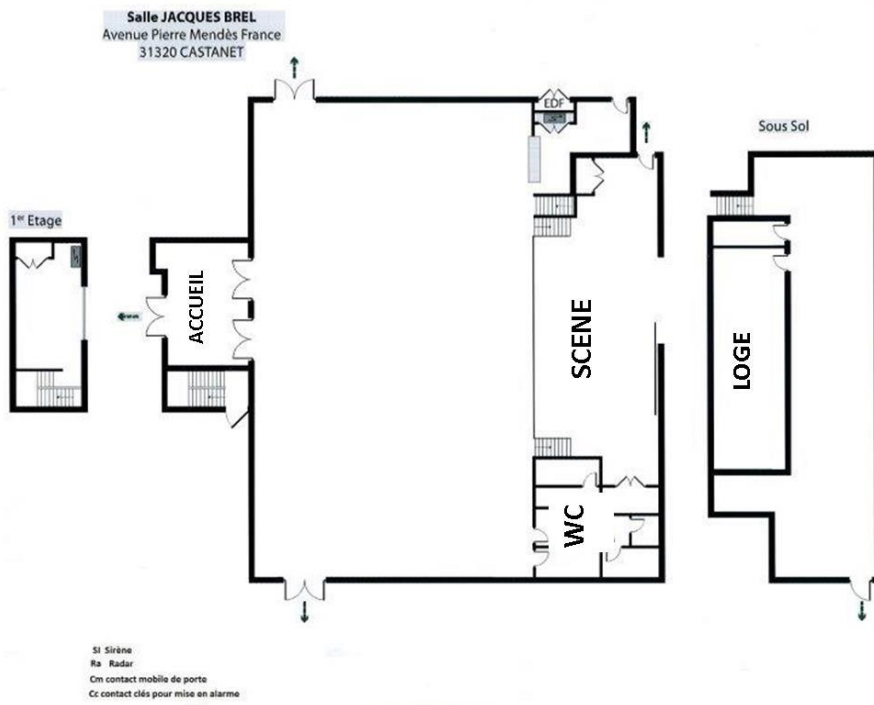 Salle JACQUES BREL
Avenue Pierre Mendès France
31320 CASTANET
EDF
Sous Sol
1er Etage
ACCUEIL
SCENE
LOGE
WC
SI Sirène
Ra Radar
Cm contact mobile de porte
Cc contact clés pour mise en alarme